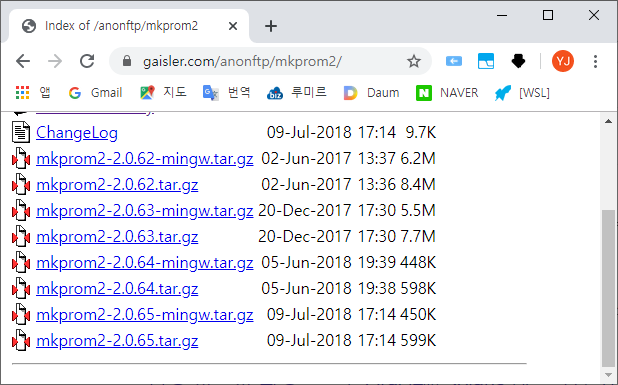 Index of /anonftp/mkprom2
gaisler.com/anonftp/mkprom2/
YJ
앱 Gmail 지도 번역 biz 루미르 Daum NAVER [WSL]
ChangeLog 09-Jul-2018 17:14 9.7K
mkprom2-2.0.62-mingw.tar.gz 02-Jun-2017 13:37 6.2M
mkprom2-2.0.62.tar.gz 02-Jun-2017 13:36 8.4M
mkprom2-2.0.63-mingw.tar.gz 20-Dec-2017 17:30 5.5M
mkprom2-2.0.63.tar.gz 20-Dec-2017 17:30 7.7M
mkprom2-2.0.64-mingw.tar.gz 05-Jun-2018 19:39 448K
mkprom2-2.0.64.tar.gz 05-Jun-2018 19:38 598K
mkprom2-2.0.65-mingw.tar.gz 09-Jul-2018 17:14 450K
mkprom2-2.0.65.tar.gz 09-Jul-2018 17:14 599K